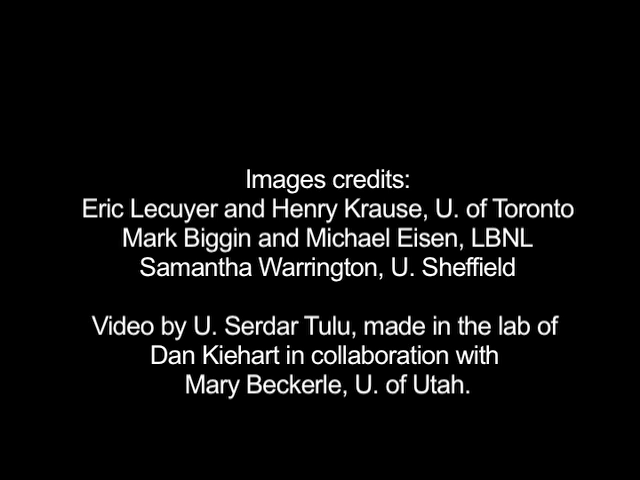 Images credits:
Eric Lecuyer and Henry Krause, U. of Toronto
Mark Biggin and Michael Eisen, LBNL
Samantha Warrington, U. Sheffield
Video by U. Serdar Tulu, made in the lab of
Dan Kiehart in collaboration with
Mary Beckerle, U. of Utah.